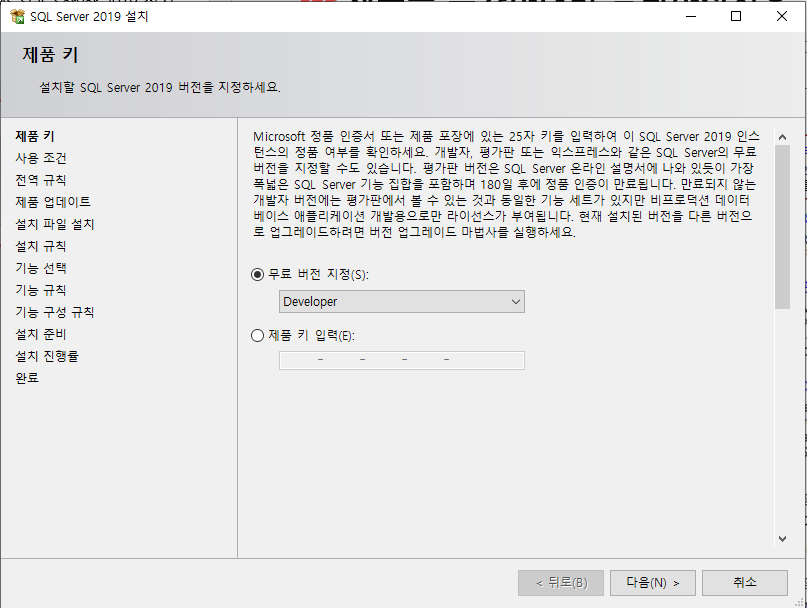 SQL Server 2019 설치
제품 키
설치할 SQL Server 2019 버전을 지정하세요.
제품 키
사용 조건
전역 규칙
제품 업데이트
설치 파일 설치
설치 규칙
기능 선택
기능 규칙
기능 구성 규칙
설치 준비
설치 진행률
완료
Microsoft 정품 인증서 또는 제품 포장에 있는 25자 키를 입력하여 이 SQL Server 2019 인스
턴스의 정품 여부를 확인하세요. 개발자, 평가판 또는 익스프레스와 같은 SQL Server의 무료
버전을 지정할 수도 있습니다. 평가판 버전은 SQL Server 온라인 설명서에 나와 있듯이 가장
폭넓은 SQL Server 기능 집합을 포함하며 180일 후에 정품 인증이 만료됩니다. 만료되지 않는
개발자 버전에는 평가판에서 볼 수 있는 것과 동일한 기능 세트가 있지만 비프로덕션 데이터
베이스 애플리케이션 개발용으로만 라이선스가 부여됩니다. 현재 설치된 버전을 다른 버전으
로 업그레이드하려면 버전 업그레이드 마법사를 실행하세요.
무료 버전 지정(S):
Developer
제품 키 입력(E):
- - - -
< 뒤로(B)
다음(N) >
취소